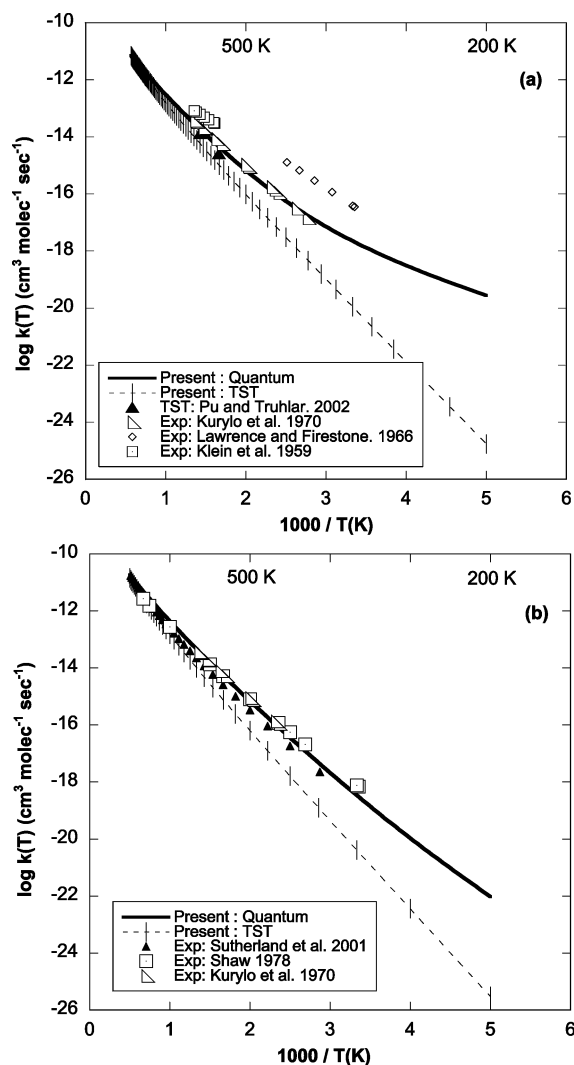 -10
500 K
200 K
(a)
-12
-14
-16
-18
-20
-22
-24
-26
log k(T) (cm³ molec⁻¹ sec⁻¹)
Present : Quantum
Present : TST
TST: Pu and Truhlar. 2002
Exp: Kurylo et al. 1970
Exp: Lawrence and Firestone. 1966
Exp: Klein et al. 1959
0 1 2 3 4 5 6
1000 / T(K)
-10
500 K
200 K
(b)
-12
-14
-16
-18
-20
-22
-24
-26
log k(T) (cm³ molec⁻¹ sec⁻¹)
Present : Quantum
Present : TST
Exp: Sutherland et al. 2001
Exp: Shaw 1978
Exp: Kurylo et al. 1970
0 1 2 3 4 5 6
1000 / T(K)